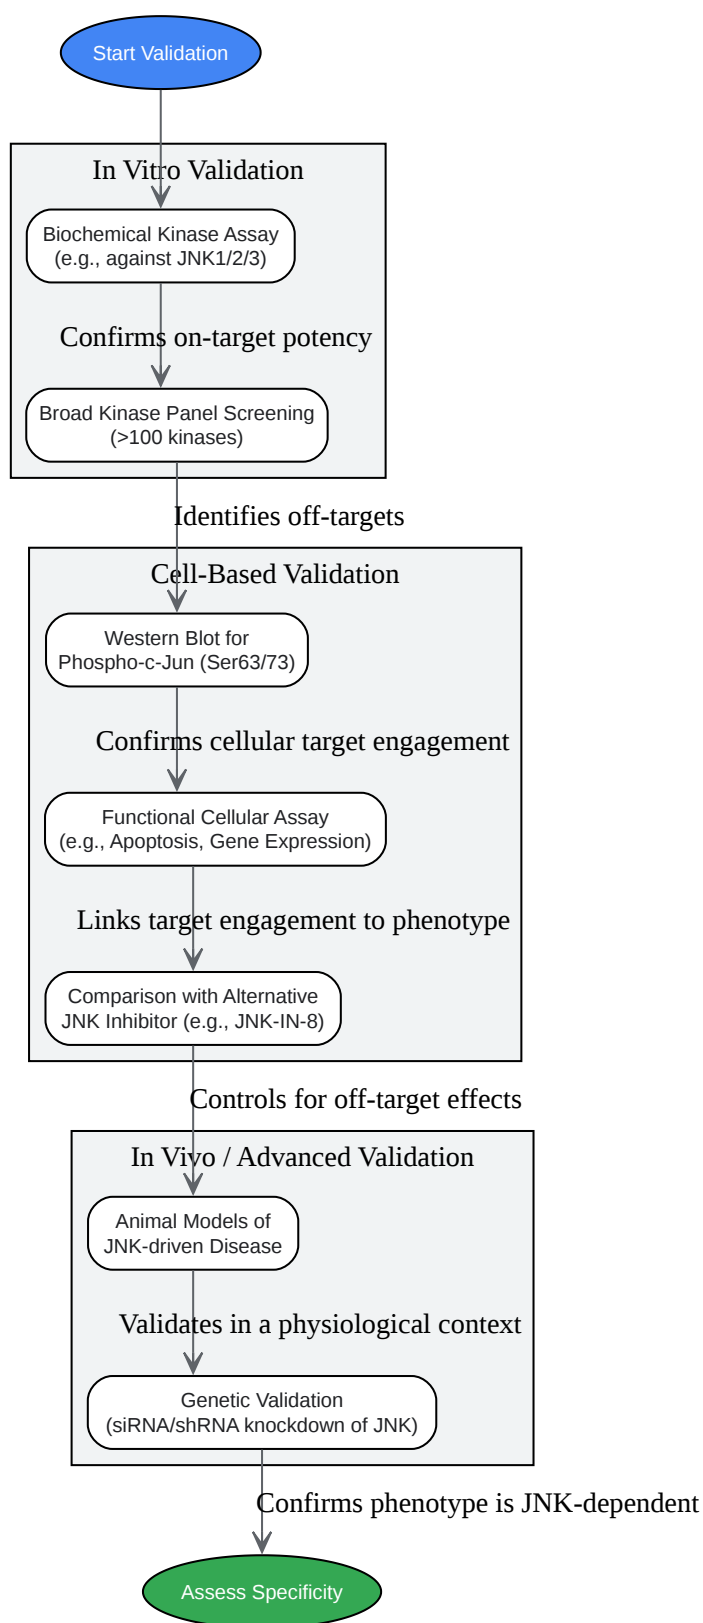 Start Validation
In Vitro Validation
Biochemical Kinase Assay
(e.g., against JNK1/2/3)
Confirms on-target potency
Broad Kinase Panel Screening
(>100 kinases)
Identifies off-targets
Cell-Based Validation
Western Blot for
Phospho-c-Jun (Ser63/73)
Confirms cellular target engagement
Functional Cellular Assay
(e.g., Apoptosis, Gene Expression)
Links target engagement to phenotype
Comparison with Alternative
JNK Inhibitor (e.g., JNK-IN-8)
Controls for off-target effects
In Vivo / Advanced Validation
Animal Models of
JNK-driven Disease
Validates in a physiological context
Genetic Validation
(siRNA/shRNA knockdown of JNK)
Confirms phenotype is JNK-dependent
Assess Specificity